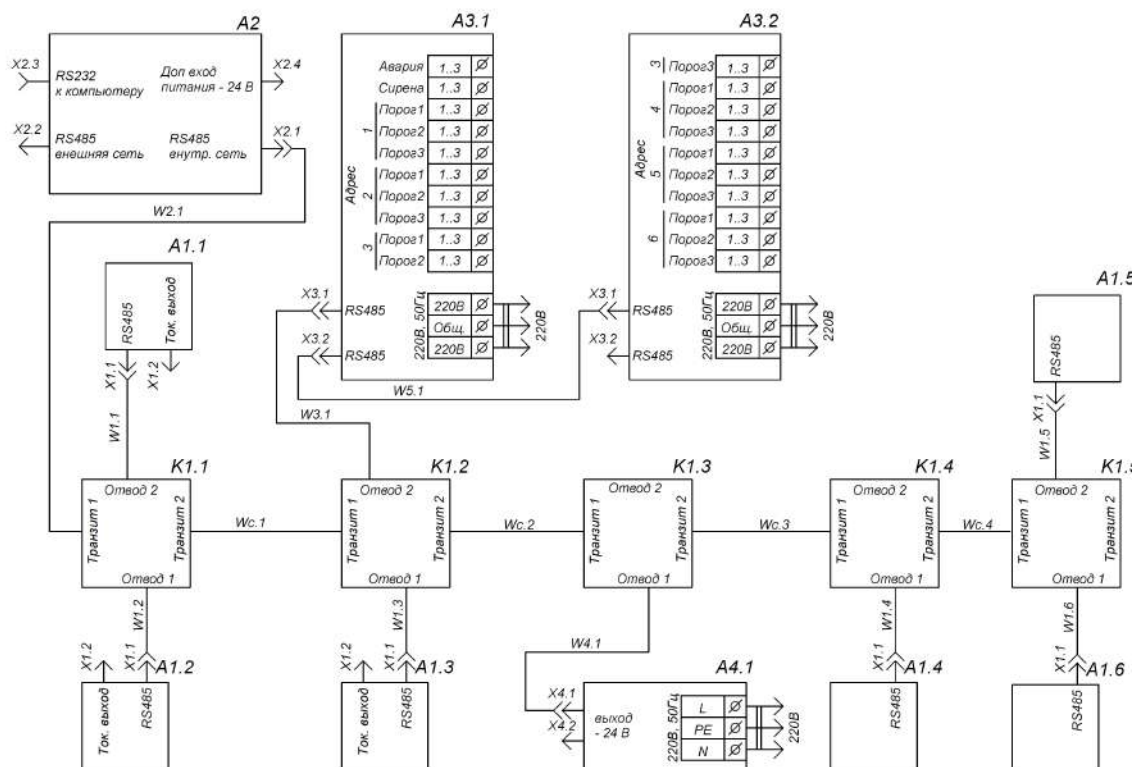 A2
X2.3
RS232
к компьютеру
Доп вход
питания - 24 В
X2.4
X2.2
RS485
внешняя сеть
RS485
внутр. сеть
X2.1
W2.1
A3.1
Авария 1..3
Сирена 1..3
Адрес
1
Порог1 1..3
Порог2 1..3
Порог3 1..3
2
Порог1 1..3
Порог2 1..3
Порог3 1..3
3
Порог1 1..3
Порог2 1..3
X3.1
RS485
X3.2
RS485
220В, 50Гц
220В
Общ.
220В
220В
A3.2
3
Порог3 1..3
Адрес
4
Порог1 1..3
Порог2 1..3
Порог3 1..3
5
Порог1 1..3
Порог2 1..3
Порог3 1..3
6
Порог1 1..3
Порог2 1..3
Порог3 1..3
X3.1
RS485
X3.2
RS485
220В, 50Гц
220В
Общ.
220В
220В
W5.1
W3.1
A1.1
RS485
Ток. выход
X1.1
X1.2
W1.1
A1.5
RS485
X1.1
W1.5
K1.1
Отвод 2
Транзит 1
Транзит 2
Отвод 1
Wc.1
K1.2
Отвод 2
Транзит 1
Транзит 2
Отвод 1
Wc.2
K1.3
Отвод 2
Транзит 1
Транзит 2
Отвод 1
Wc.3
K1.4
Отвод 2
Транзит 1
Транзит 2
Отвод 1
Wc.4
K1.5
Отвод 2
Транзит 1
Транзит 2
Отвод 1
W1.2
X1.2
X1.1
A1.2
Ток. выход
RS485
W1.3
X1.2
X1.1
A1.3
Ток. выход
RS485
W4.1
A4.1
X4.1
X4.2
выход
- 24 В
220В, 50Гц
L
PE
N
220В
W1.4
X1.1
A1.4
RS485
W1.6
X1.1
A1.6
RS485